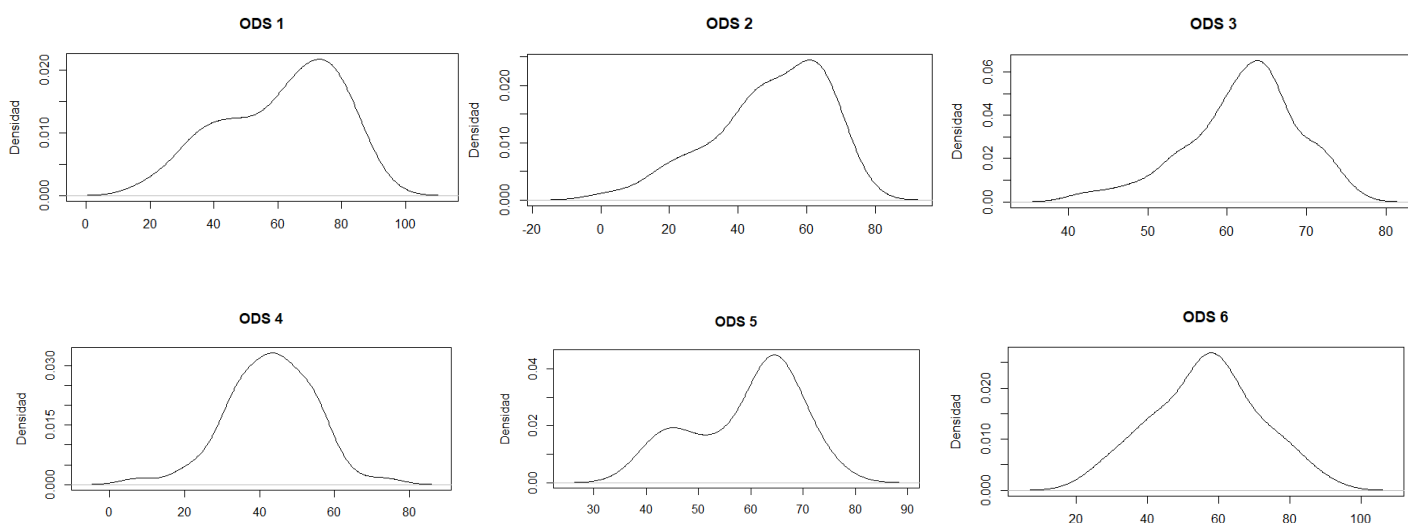 ODS 1
Densidad
0.000 0.010 0.020
0 20 40 60 80 100
ODS 2
Densidad
0.000 0.010 0.020
-20 0 20 40 60 80
ODS 3
Densidad
0.00 0.02 0.04 0.06
40 50 60 70 80
ODS 4
Densidad
0.000 0.015 0.030
0 20 40 60 80
ODS 5
Densidad
0.00 0.02 0.04
30 40 50 60 70 80 90
ODS 6
Densidad
0.000 0.010 0.020
20 40 60 80 100